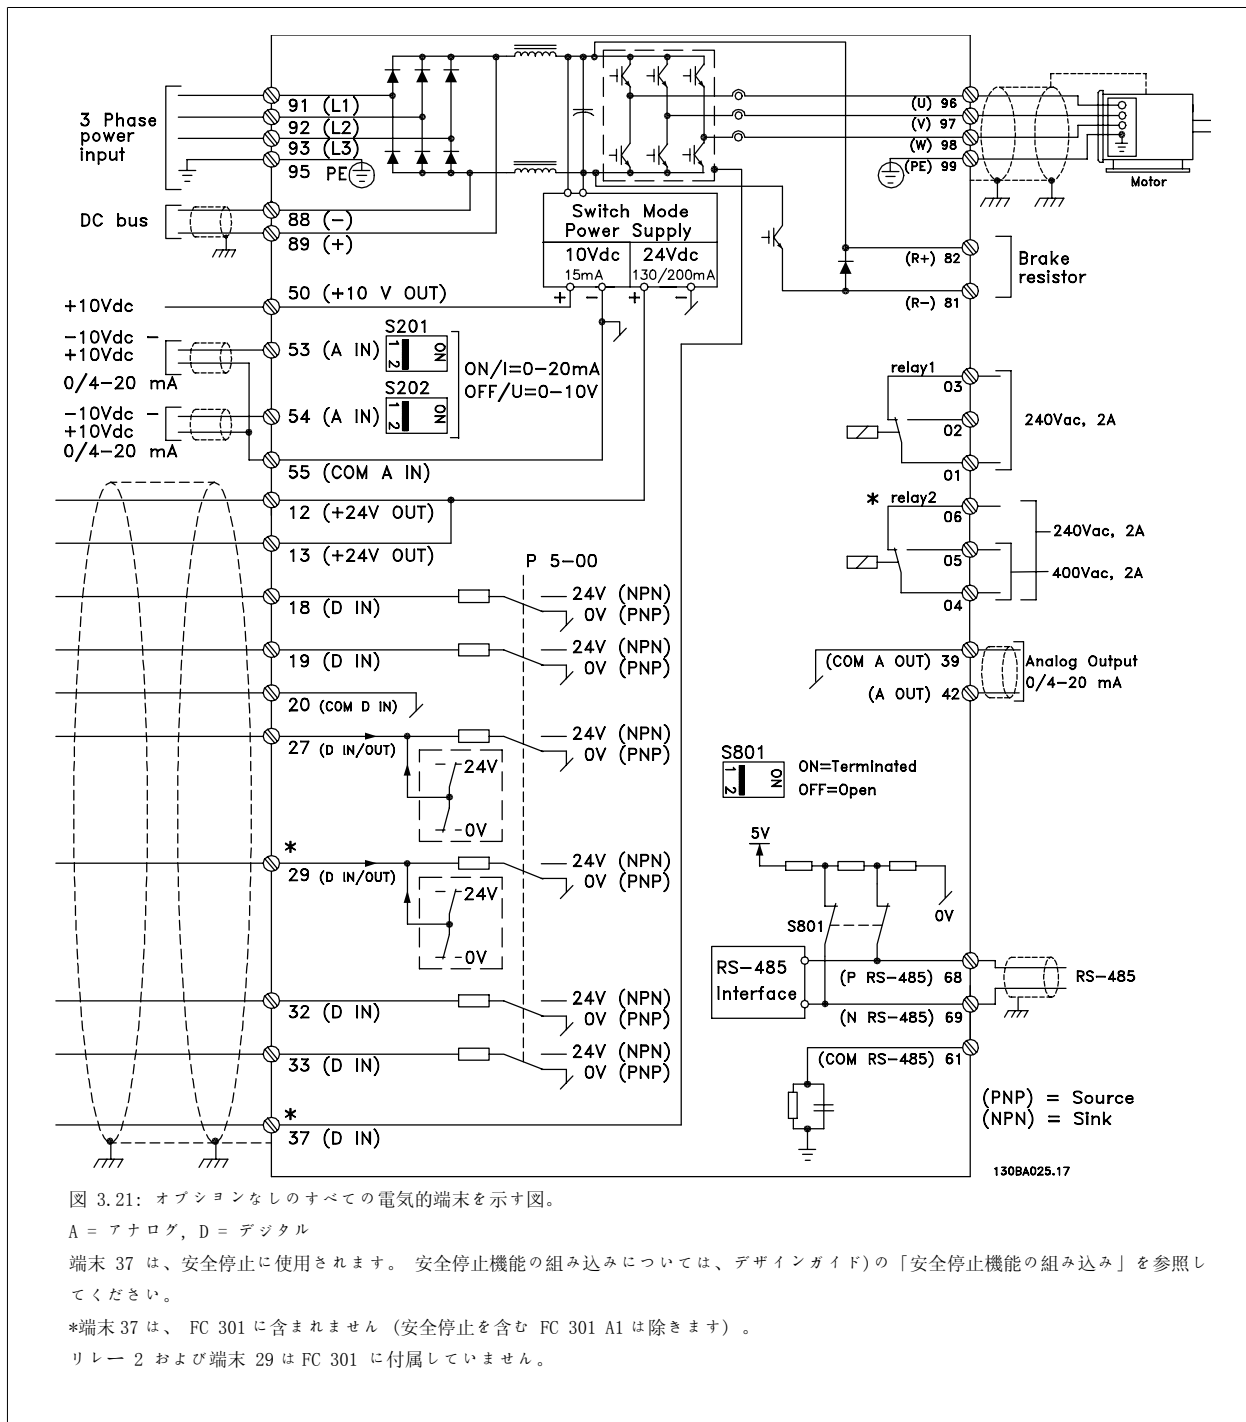 3 Phase
power
input
91 (L1)
92 (L2)
93 (L3)
95 PE
DC bus
88 (−)
89 (+)
Switch Mode
Power Supply
10Vdc
15mA
24Vdc
130/200mA
+ − + −
(U) 96
(V) 97
(W) 98
(PE) 99
Motor
(R+) 82
Brake
resistor
(R−) 81
+10Vdc
50 (+10 V OUT)
−10Vdc −
+10Vdc
0/4−20 mA
53 (A IN)
S201
1 2
ON
ON/I=0−20mA
OFF/U=0−10V
−10Vdc −
+10Vdc
0/4−20 mA
54 (A IN)
S202
1 2
ON
55 (COM A IN)
12 (+24V OUT)
13 (+24V OUT)
P 5-00
18 (D IN)
24V (NPN)
0V (PNP)
19 (D IN)
24V (NPN)
0V (PNP)
20 (COM D IN)
27 (D IN/OUT)
24V (NPN)
0V (PNP)
24V
0V
*
29 (D IN/OUT)
24V (NPN)
0V (PNP)
24V
0V
32 (D IN)
24V (NPN)
0V (PNP)
33 (D IN)
24V (NPN)
0V (PNP)
*
37 (D IN)
relay1
03
02
01
240Vac, 2A
* relay2
06
05
04
240Vac, 2A
400Vac, 2A
(COM A OUT) 39
(A OUT) 42
Analog Output
0/4−20 mA
S801
1 2
ON
ON=Terminated
OFF=Open
5V
0V
S801
RS−485
Interface
(P RS−485) 68
(N RS−485) 69
RS−485
(COM RS−485) 61
(PNP) = Source
(NPN) = Sink
130BA025.17
図 3.21: オプションなしのすべての電気的端末を示す図。
A = アナログ, D = デジタル
端末 37 は、安全停止に使用されます。 安全停止機能の組み込みについては、デザインガイド)の「安全停止機能の組み込み」を参照し
てください。
*端末 37 は、 FC 301 に含まれません (安全停止を含む FC 301 A1 は除きます) 。
リレー 2 および端末 29 は FC 301 に付属していません。